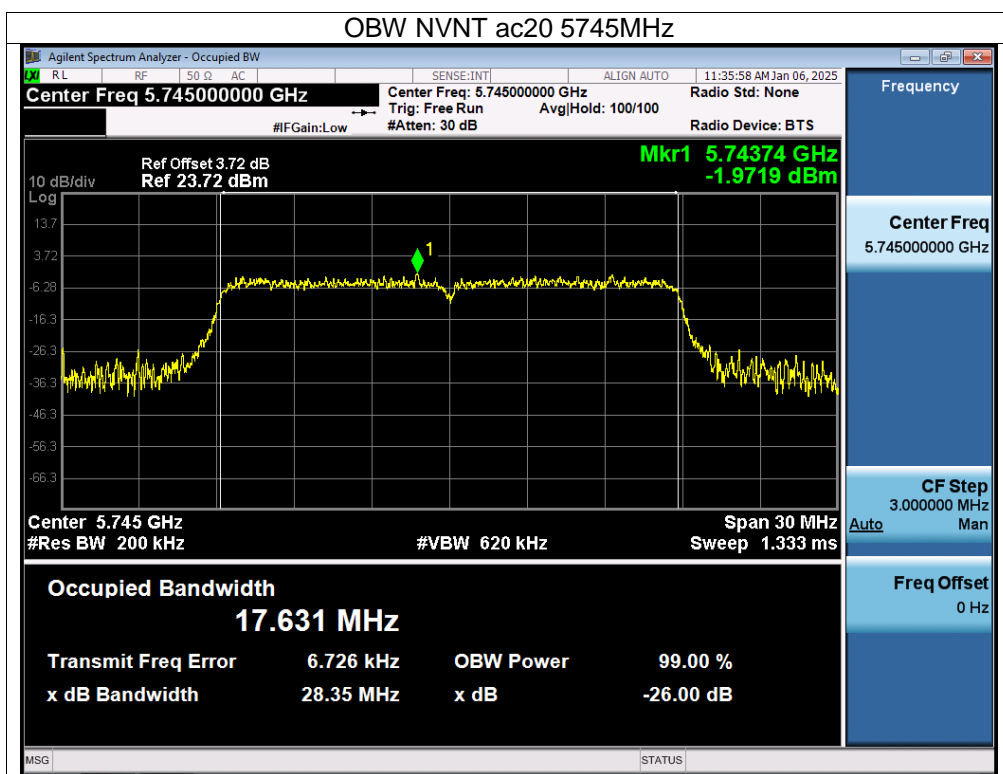 OBW NVNT ac20 5745MHz
Agilent Spectrum Analyzer - Occupied BW
LXI RL RF 50 Ω AC SENSE:INT ALIGN AUTO 11:35:58 AM Jan 06, 2025
Center Freq 5.745000000 GHz
Center Freq: 5.745000000 GHz Radio Std: None
Trig: Free Run Avg|Hold: 100/100
#IFGain:Low #Atten: 30 dB Radio Device: BTS
Frequency
Mkr1 5.74374 GHz
-1.9719 dBm
Ref Offset 3.72 dB
10 dB/div Ref 23.72 dBm
Log
13.7
3.72
-6.28
-16.3
-26.3
-36.3
-46.3
-56.3
-66.3
1
Center 5.745 GHz Span 30 MHz
#Res BW 200 kHz #VBW 620 kHz Sweep 1.333 ms
Center Freq
5.745000000 GHz
CF Step
3.000000 MHz
Auto Man
Freq Offset
0 Hz
Occupied Bandwidth
17.631 MHz
Transmit Freq Error 6.726 kHz OBW Power 99.00 %
x dB Bandwidth 28.35 MHz x dB -26.00 dB
MSG STATUS